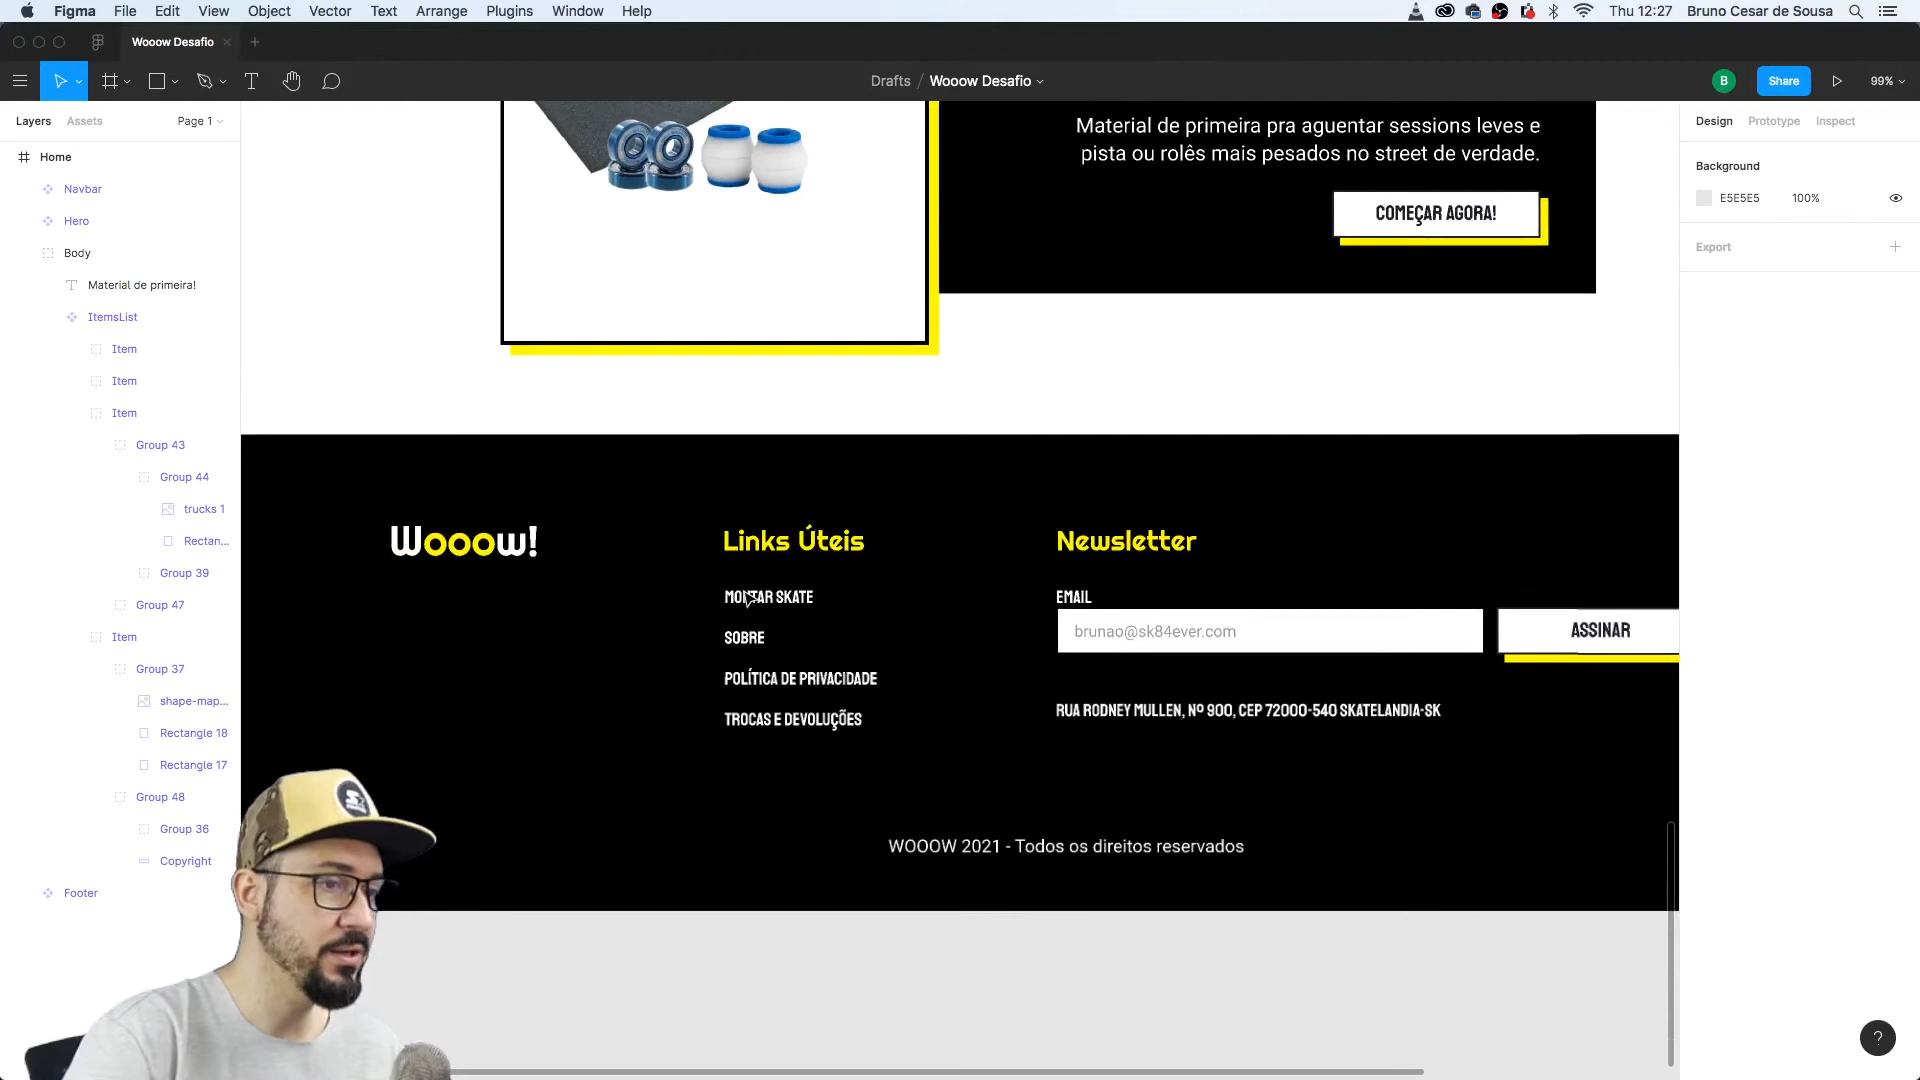 Figma File Edit View Object Vector Text Arrange Plugins Window Help Thu 12:27 Bruno Cesar de Sousa
Wooow Desafio
Drafts / Wooow Desafio B Share 99%
Layers Assets Page 1
Design Prototype Inspect
Home
Navbar
Hero
Body
Material de primeira!
ItemsList
Item
Item
Item
Group 43
Group 44
trucks 1
Rectan...
Group 39
Group 47
Item
Group 37
shape-map...
Rectangle 18
Rectangle 17
Group 48
Group 36
Copyright
Footer
Material de primeira pra aguentar sessions leves e
pista ou rolês mais pesados no street de verdade.
COMEÇAR AGORA!
Wooow!
Links Úteis
MONTAR SKATE
SOBRE
POLÍTICA DE PRIVACIDADE
TROCAS E DEVOLUÇÕES
Newsletter
EMAIL
brunao@sk84ever.com
ASSINAR
RUA RODNEY MULLEN, Nº 900, CEP 72000-540 SKATELANDIA-SK
WOOOW 2021 - Todos os direitos reservados
Background
E5E5E5 100%
Export
?